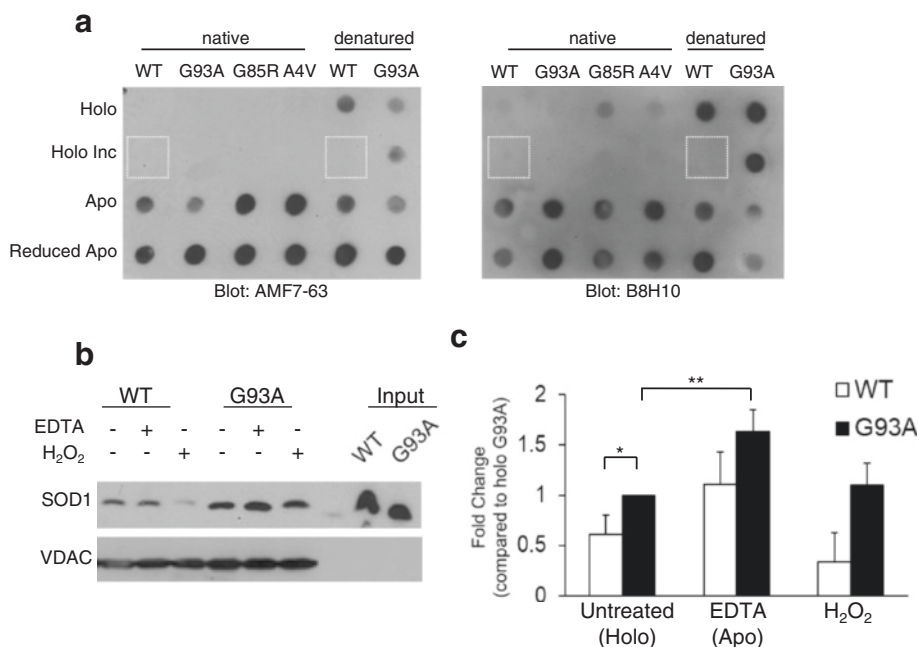 a
native denatured native denatured
WT G93A G85R A4V WT G93A WT G93A G85R A4V WT G93A
Holo
Holo Inc
Apo
Reduced Apo
Blot: AMF7-63 Blot: B8H10
b
WT G93A Input
EDTA - + - - + -
H₂O₂ - - + - - +
WT G93A
SOD1
VDAC
c
Fold Change
(compared to holo G93A)
2
1.5
1
0.5
0
* **
WT
G93A
Untreated
(Holo)
EDTA
(Apo)
H₂O₂